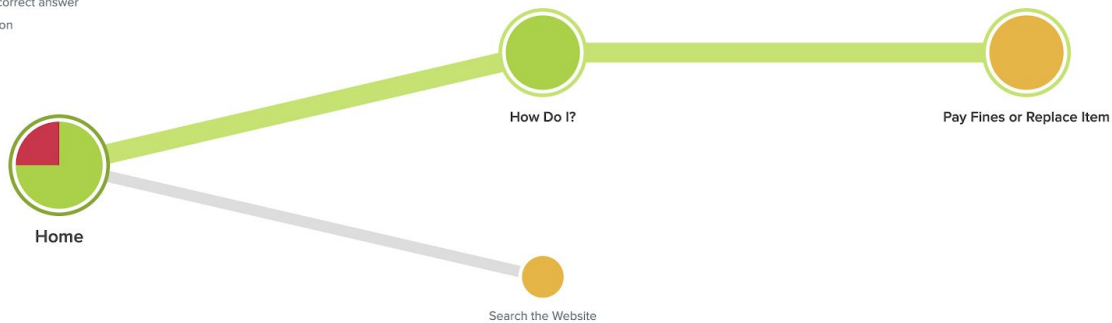 correct answer
on
How Do I?
Pay Fines or Replace Item
Home
Search the Website